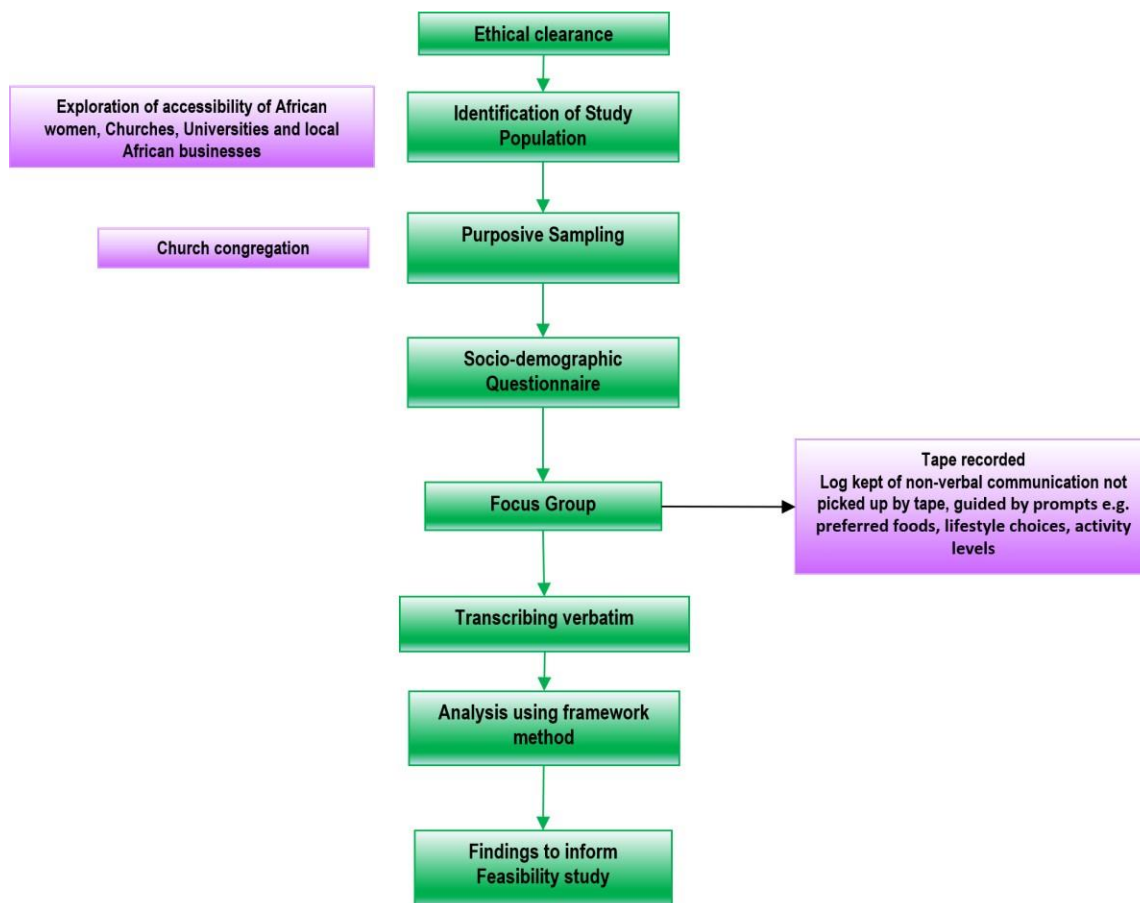 Ethical clearance
Exploration of accessibility of African
women, Churches, Universities and local
African businesses
Identification of Study
Population
Church congregation
Purposive Sampling
Socio-demographic
Questionnaire
Focus Group
Tape recorded
Log kept of non-verbal communication not
picked up by tape, guided by prompts e.g.
preferred foods, lifestyle choices, activity
levels
Transcribing verbatim
Analysis using framework
method
Findings to inform
Feasibility study